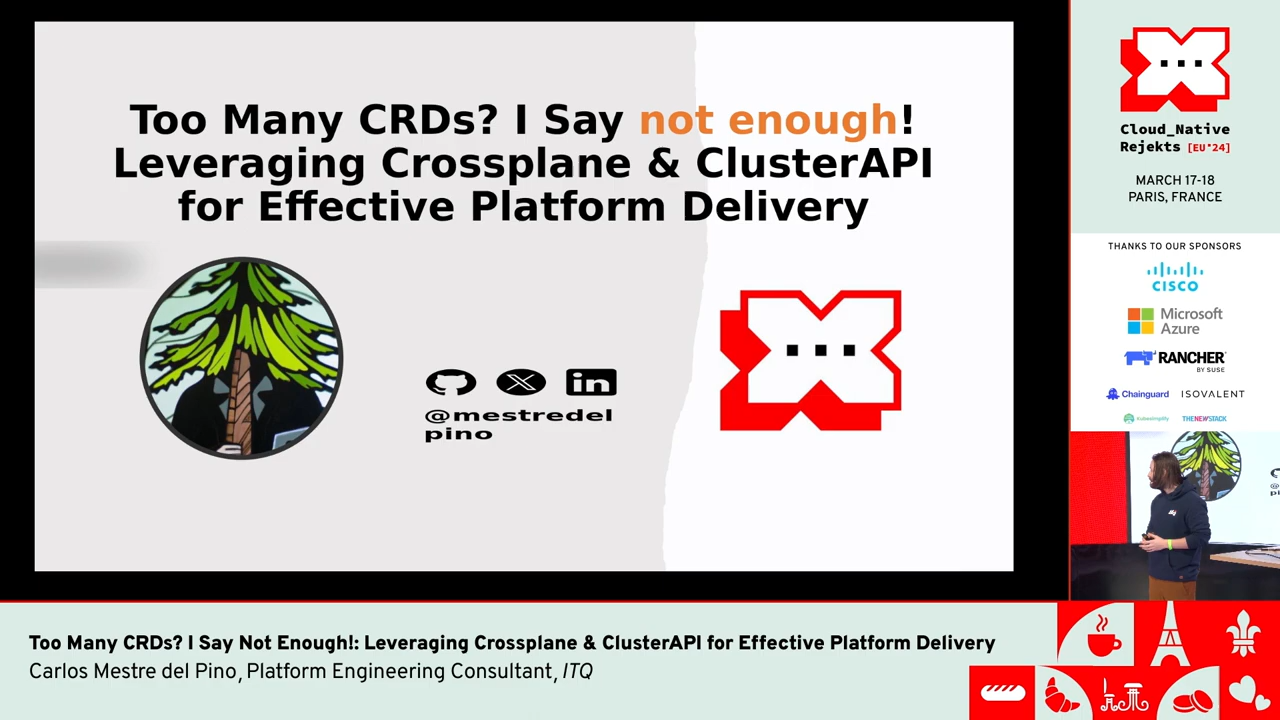 Too Many CRDs? I Say not enough!
Leveraging Crossplane & ClusterAPI
for Effective Platform Delivery
@mestredel
pino
Cloud_Native
Rejekts [EU*24]
MARCH 17-18
PARIS, FRANCE
THANKS TO OUR SPONSORS
CISCO
Microsoft
Azure
RANCHER
BY SUSE
Chainguard ISOVALENT
kubesimplify THENEWSTACK
Too Many CRDs? I Say Not Enough!: Leveraging Crossplane & ClusterAPI for Effective Platform Delivery
Carlos Mestre del Pino, Platform Engineering Consultant, ITQ